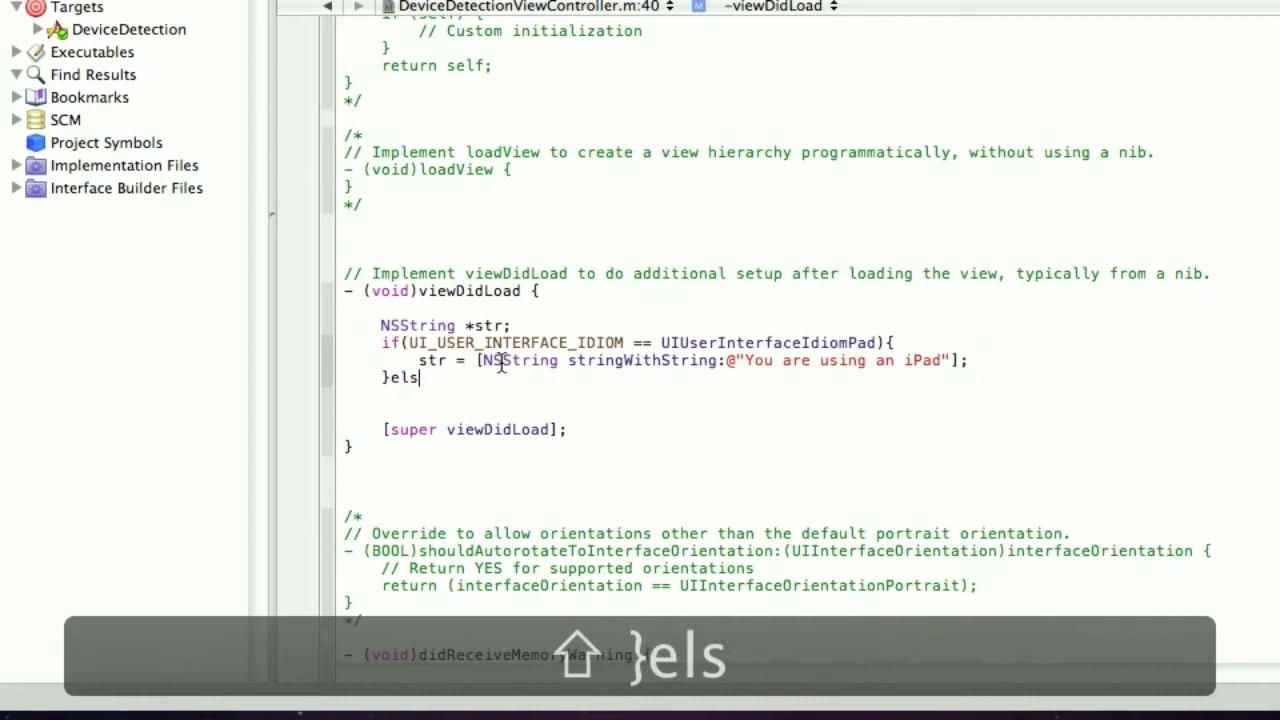 Targets
DeviceDetection
Executables
Find Results
Bookmarks
SCM
Project Symbols
Implementation Files
Interface Builder Files
DeviceDetectionViewController.m:40
M
-viewDidLoad
if (self) {
// Custom initialization
}
return self;
}
*/
/*
// Implement loadView to create a view hierarchy programmatically, without using a nib.
- (void)loadView {
}
*/
// Implement viewDidLoad to do additional setup after loading the view, typically from a nib.
- (void)viewDidLoad {
NSString *str;
if(UI_USER_INTERFACE_IDIOM == UIUserInterfaceIdiomPad){
str = [NSString stringWithString:@"You are using an iPad"];
}els
[super viewDidLoad];
}
/*
// Override to allow orientations other than the default portrait orientation.
- (BOOL)shouldAutorotateToInterfaceOrientation:(UIInterfaceOrientation)interfaceOrientation {
// Return YES for supported orientations
return (interfaceOrientation == UIInterfaceOrientationPortrait);
}
*/
- (void)didReceiveMemoryWarning {
⇧ }els